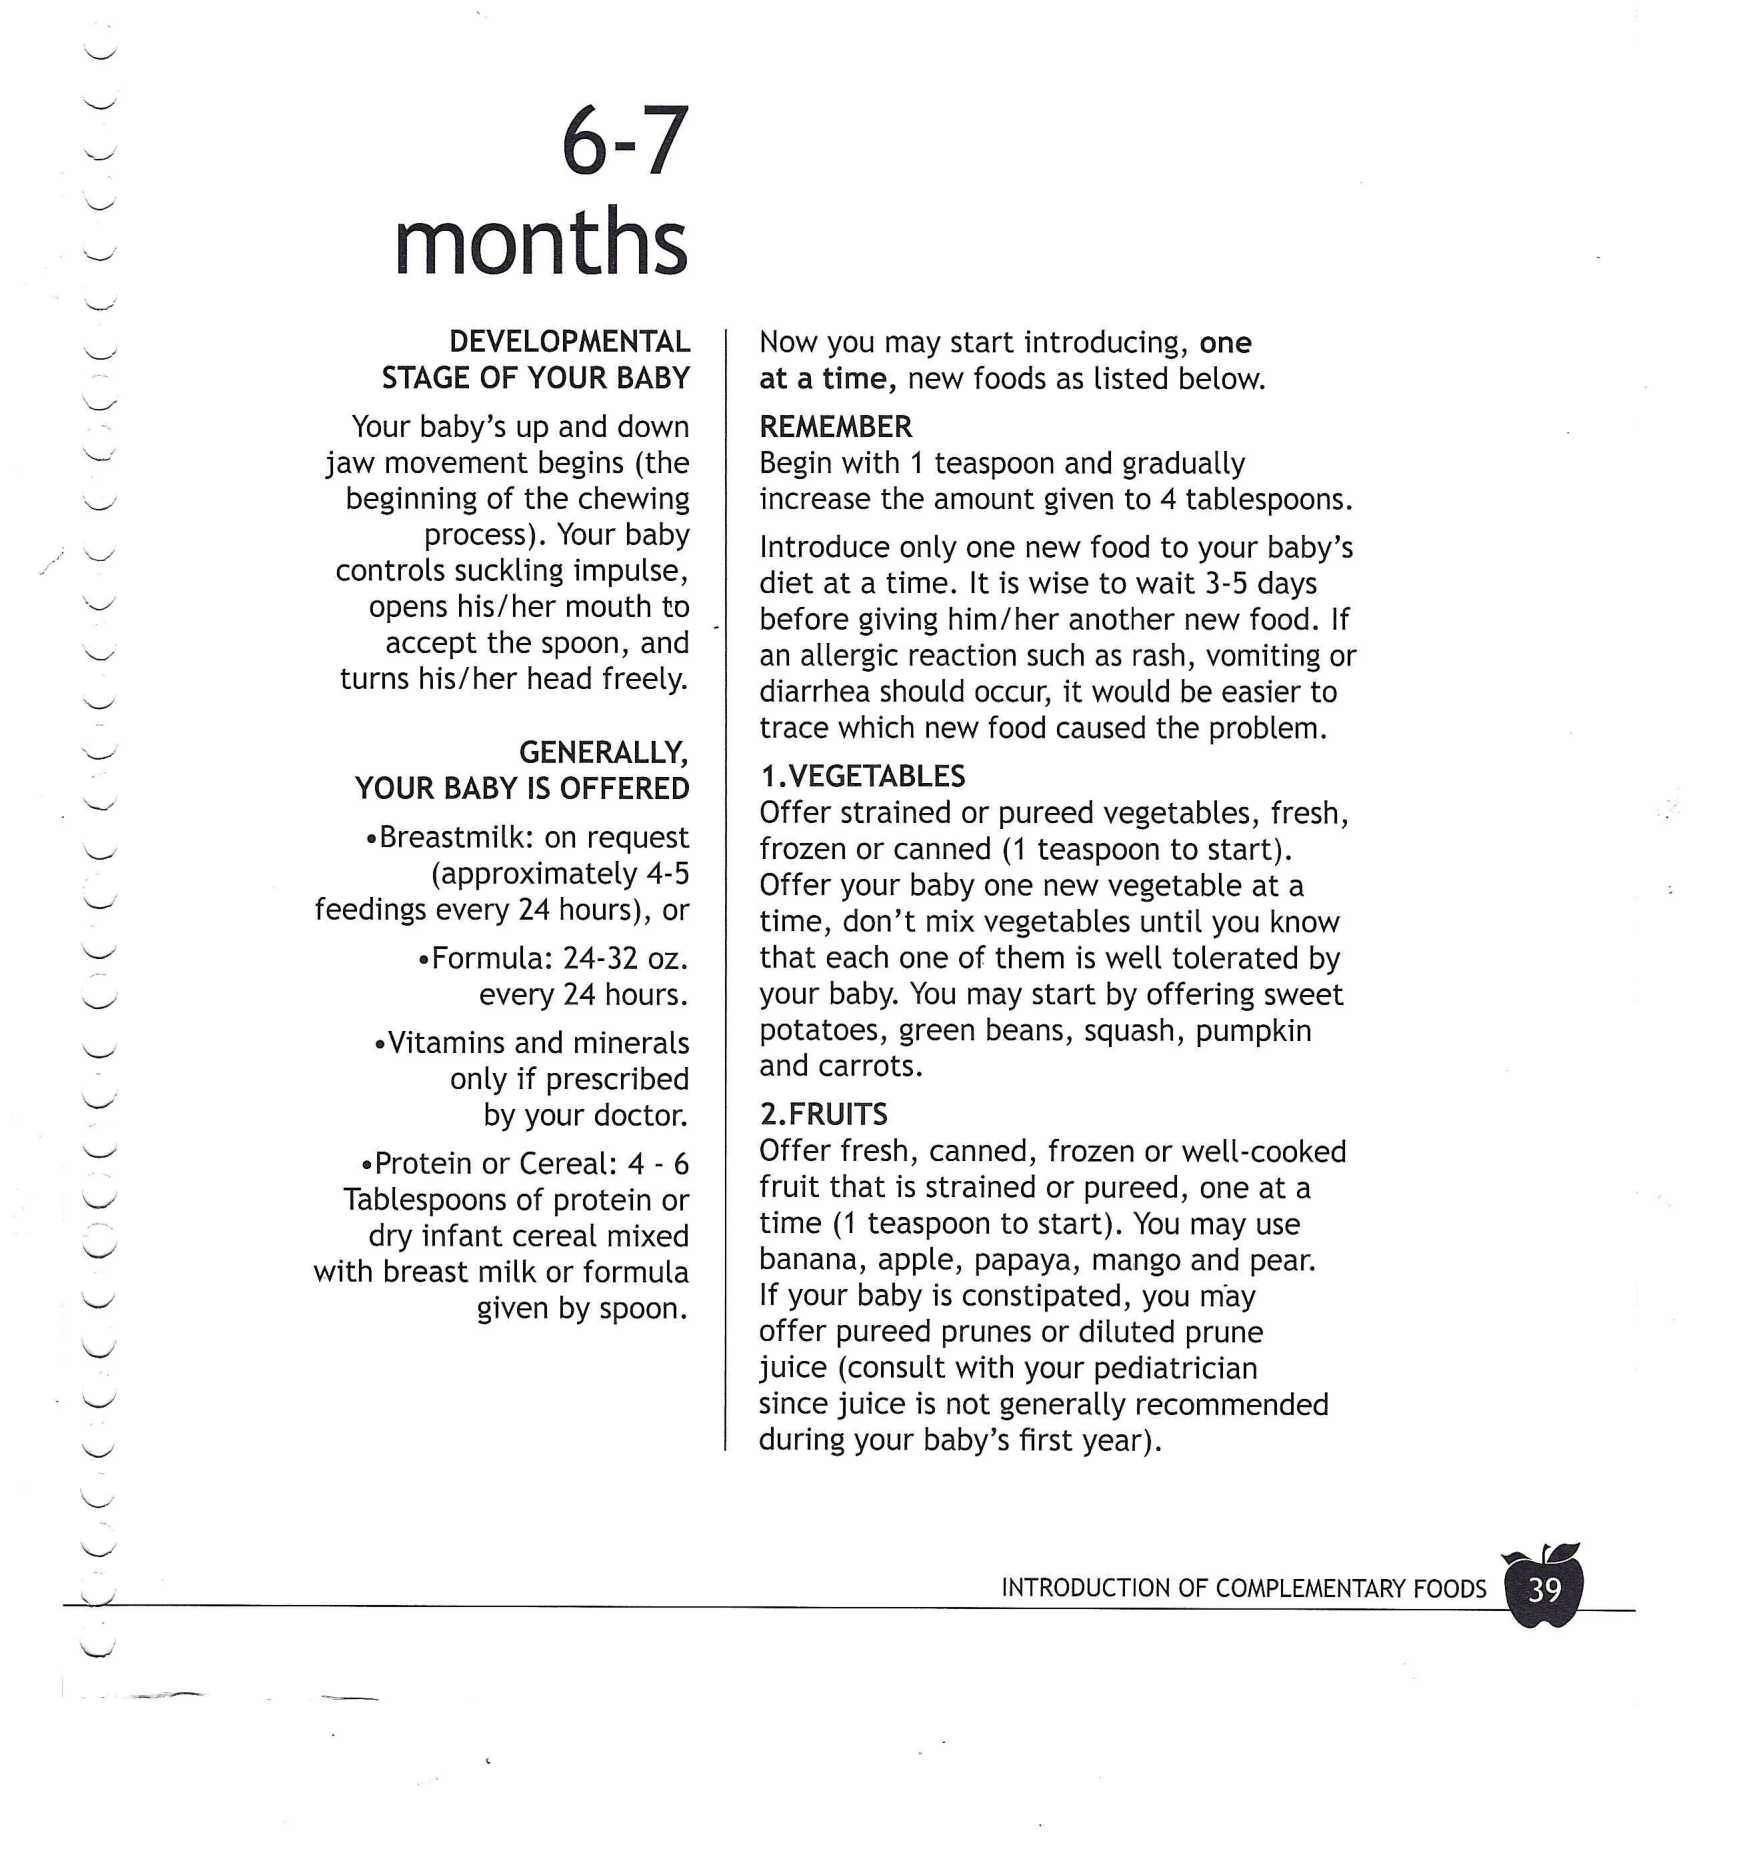 6-7
months
DEVELOPMENTAL
STAGE OF YOUR BABY
Your baby's up and down
jaw movement begins (the
beginning of the chewing
process). Your baby
controls suckling impulse,
opens his/her mouth to
accept the spoon, and
turns his/her head freely.
GENERALLY,
YOUR BABY IS OFFERED
•Breastmilk: on request
(approximately 4-5
feedings every 24 hours), or
•Formula: 24-32 oz.
every 24 hours.
•Vitamins and minerals
only if prescribed
by your doctor.
•Protein or Cereal: 4 - 6
Tablespoons of protein or
dry infant cereal mixed
with breast milk or formula
given by spoon.
Now you may start introducing, one
at a time, new foods as listed below.
REMEMBER
Begin with 1 teaspoon and gradually
increase the amount given to 4 tablespoons.
Introduce only one new food to your baby's
diet at a time. It is wise to wait 3-5 days
before giving him/her another new food. If
an allergic reaction such as rash, vomiting or
diarrhea should occur, it would be easier to
trace which new food caused the problem.
1.VEGETABLES
Offer strained or pureed vegetables, fresh,
frozen or canned (1 teaspoon to start).
Offer your baby one new vegetable at a
time, don't mix vegetables until you know
that each one of them is well tolerated by
your baby. You may start by offering sweet
potatoes, green beans, squash, pumpkin
and carrots.
2.FRUITS
Offer fresh, canned, frozen or well-cooked
fruit that is strained or pureed, one at a
time (1 teaspoon to start). You may use
banana, apple, papaya, mango and pear.
If your baby is constipated, you may
offer pureed prunes or diluted prune
juice (consult with your pediatrician
since juice is not generally recommended
during your baby's first year).
INTRODUCTION OF COMPLEMENTARY FOODS 39